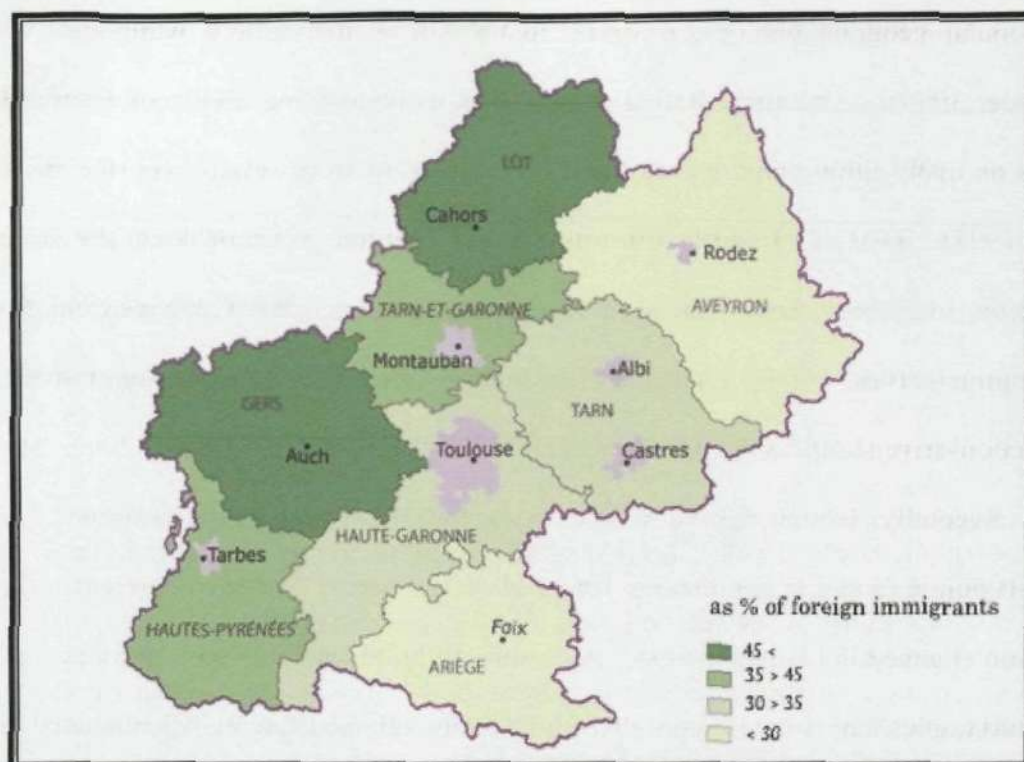 LOT
Cahors
Rodez
AVEYRON
TARN-ET-GARONNE
Montauban
Albi
TARN
GERS
Auch
Toulouse
Castres
HAUTE-GARONNE
Tarbes
HAUTES-PYRÉNÉES
Foix
ARIÈGE
as % of foreign immigrants
45 <
35 > 45
30 > 35
< 30